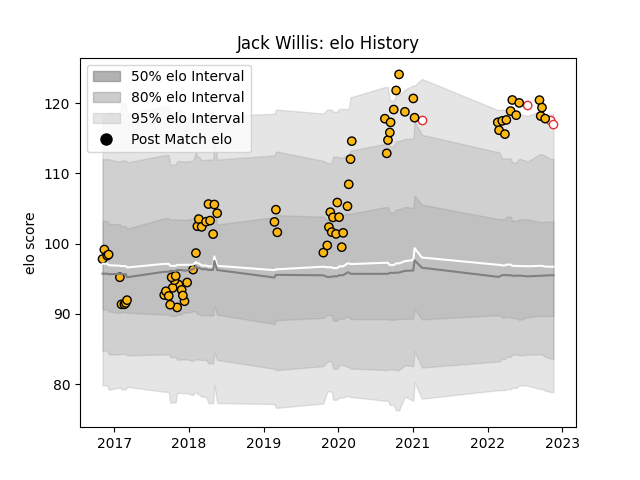 Jack Willis: elo History
50% elo Interval
80% elo Interval
95% elo Interval
Post Match elo
elo score
120
110
100
90
80
2017 2018 2019 2020 2021 2022 2023